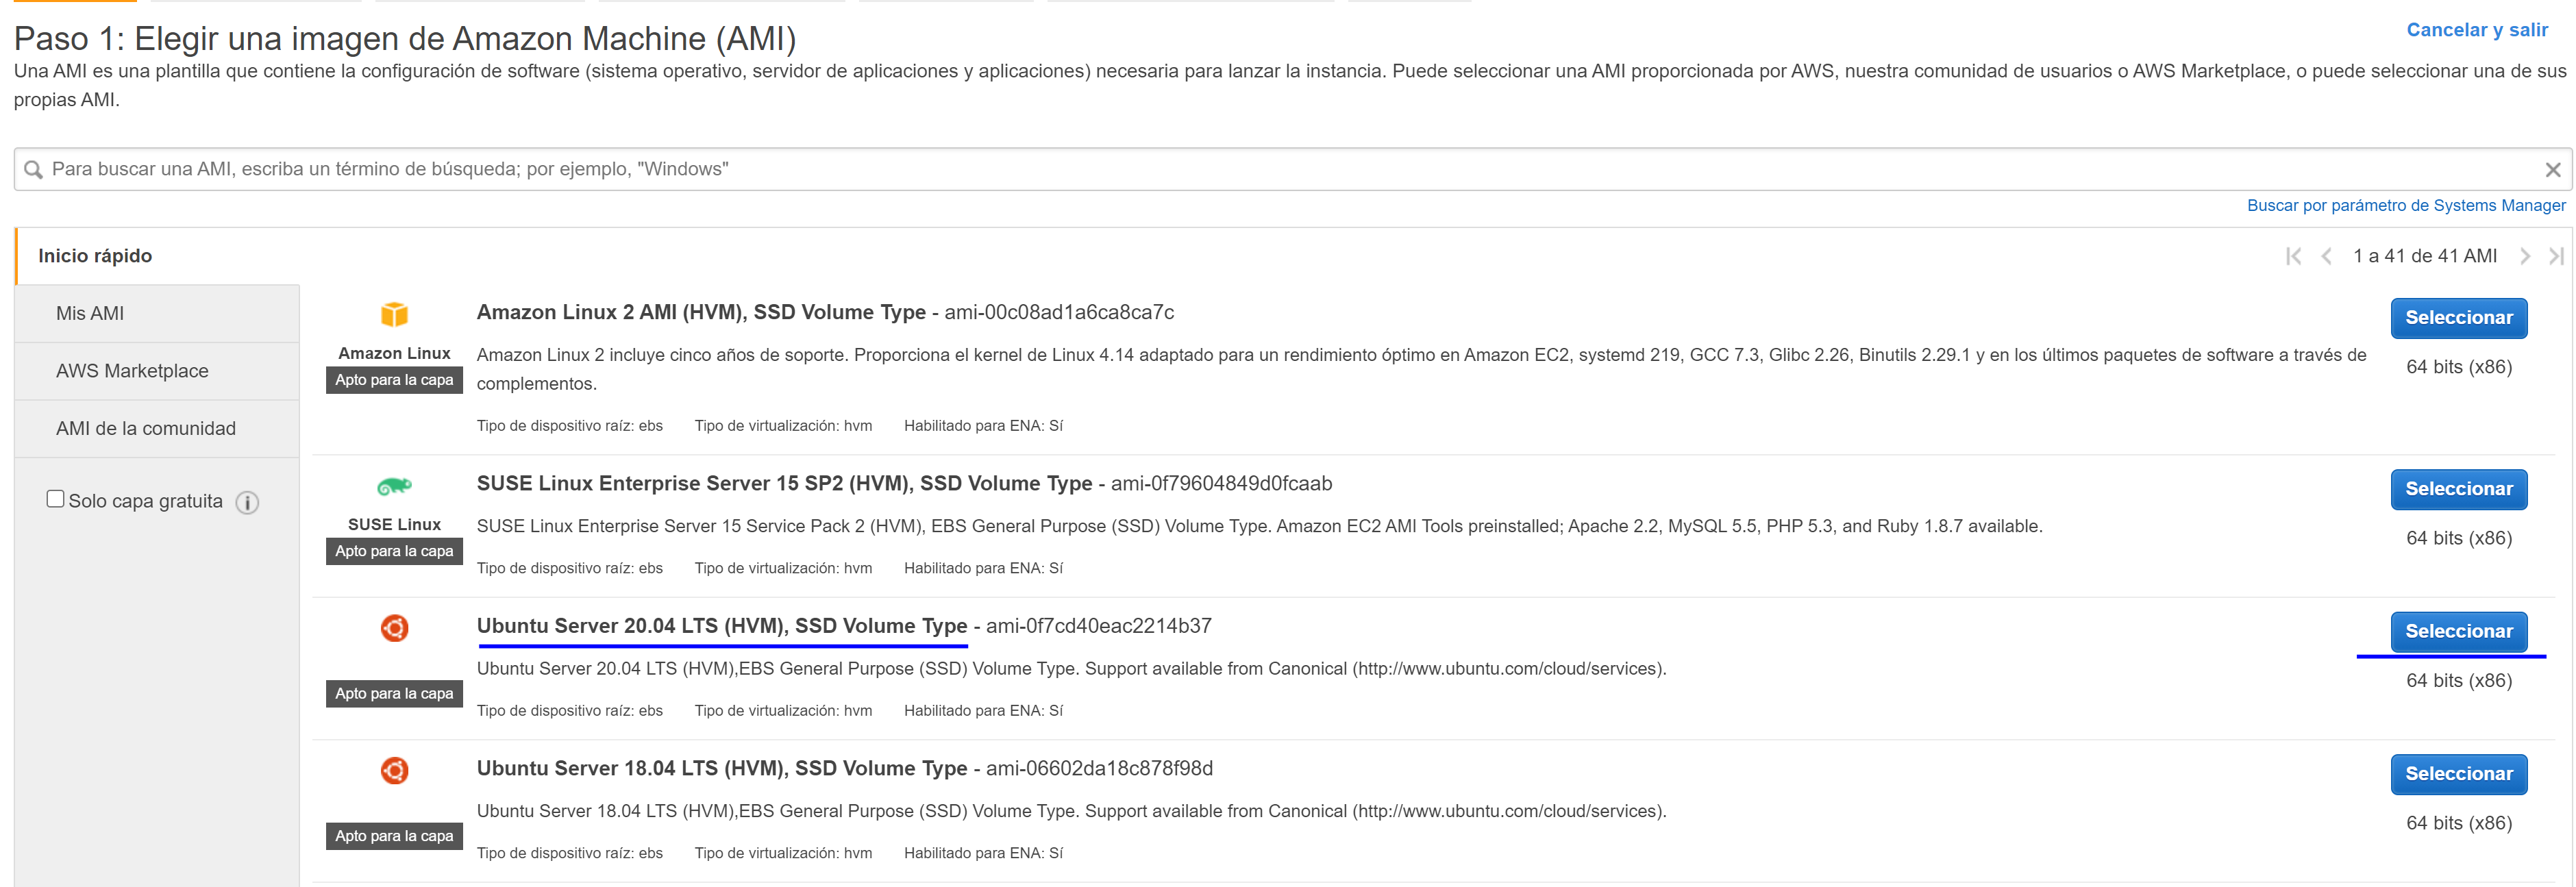 Paso 1: Elegir una imagen de Amazon Machine (AMI)
Cancelar y salir
Una AMI es una plantilla que contiene la configuración de software (sistema operativo, servidor de aplicaciones y aplicaciones) necesaria para lanzar la instancia. Puede seleccionar una AMI proporcionada por AWS, nuestra comunidad de usuarios o AWS Marketplace, o puede seleccionar una de sus
propias AMI.
Para buscar una AMI, escriba un término de búsqueda; por ejemplo, "Windows"
Buscar por parámetro de Systems Manager
Inicio rápido
1 a 41 de 41 AMI
Mis AMI
AWS Marketplace
AMI de la comunidad
Solo capa gratuita
Amazon Linux
Apto para la capa
Amazon Linux 2 AMI (HVM), SSD Volume Type - ami-00c08ad1a6ca8ca7c
Amazon Linux 2 incluye cinco años de soporte. Proporciona el kernel de Linux 4.14 adaptado para un rendimiento óptimo en Amazon EC2, systemd 219, GCC 7.3, Glibc 2.26, Binutils 2.29.1 y en los últimos paquetes de software a través de
complementos.
Tipo de dispositivo raíz: ebs Tipo de virtualización: hvm Habilitado para ENA: Sí
Seleccionar
64 bits (x86)
SUSE Linux
Apto para la capa
SUSE Linux Enterprise Server 15 SP2 (HVM), SSD Volume Type - ami-0f79604849d0fcaab
SUSE Linux Enterprise Server 15 Service Pack 2 (HVM), EBS General Purpose (SSD) Volume Type. Amazon EC2 AMI Tools preinstalled; Apache 2.2, MySQL 5.5, PHP 5.3, and Ruby 1.8.7 available.
Tipo de dispositivo raíz: ebs Tipo de virtualización: hvm Habilitado para ENA: Sí
Seleccionar
64 bits (x86)
Apto para la capa
Ubuntu Server 20.04 LTS (HVM), SSD Volume Type - ami-0f7cd40eac2214b37
Ubuntu Server 20.04 LTS (HVM),EBS General Purpose (SSD) Volume Type. Support available from Canonical (http://www.ubuntu.com/cloud/services).
Tipo de dispositivo raíz: ebs Tipo de virtualización: hvm Habilitado para ENA: Sí
Seleccionar
64 bits (x86)
Apto para la capa
Ubuntu Server 18.04 LTS (HVM), SSD Volume Type - ami-06602da18c878f98d
Ubuntu Server 18.04 LTS (HVM),EBS General Purpose (SSD) Volume Type. Support available from Canonical (http://www.ubuntu.com/cloud/services).
Tipo de dispositivo raíz: ebs Tipo de virtualización: hvm Habilitado para ENA: Sí
Seleccionar
64 bits (x86)